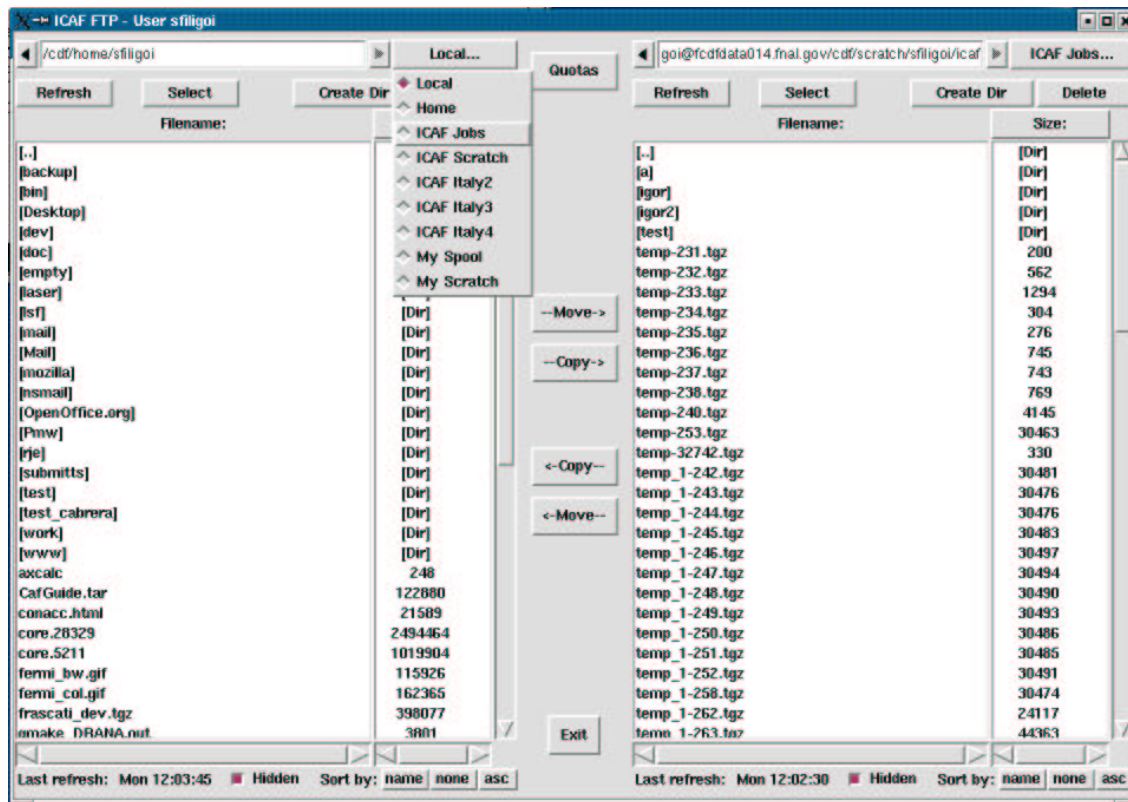 ICAF FTP - User sfiligoi
/cdf/home/sfiligoi
Local...
Quotas
goi@fcdfdata014.fnal.gov/cdf/scratch/sfiligoi/icaf
ICAF Jobs...
Refresh Select Create Dir
Local
Home
ICAF Jobs
ICAF Scratch
ICAF Italy2
ICAF Italy3
ICAF Italy4
My Spool
My Scratch
Refresh Select Create Dir Delete
Filename:
[..]
[backup]
[bin]
[Desktop]
[dev]
[doc]
[empty]
[laser]
[lsf] [Dir]
[mail] [Dir]
[Mail] [Dir]
[mozilla] [Dir]
[nsmail] [Dir]
[OpenOffice.org] [Dir]
[Pmw] [Dir]
[rje] [Dir]
[submitts] [Dir]
[test] [Dir]
[test_cabrera] [Dir]
[work] [Dir]
[www] [Dir]
axcalc 248
CafGuide.tar 122880
conacc.html 21589
core.28329 2494464
core.5211 1019904
fermi_bw.gif 115926
fermi_col.gif 162365
frascati_dev.tgz 398077
gmake_DBANA.out 3801
--Move->
--Copy->
<-Copy--
<-Move--
Exit
Filename: Size:
[..] [Dir]
[a] [Dir]
[igor] [Dir]
[igor2] [Dir]
[test] [Dir]
temp-231.tgz 200
temp-232.tgz 562
temp-233.tgz 1294
temp-234.tgz 304
temp-235.tgz 276
temp-236.tgz 745
temp-237.tgz 743
temp-238.tgz 769
temp-240.tgz 4145
temp-253.tgz 30463
temp-32742.tgz 330
temp_1-242.tgz 30481
temp_1-243.tgz 30476
temp_1-244.tgz 30476
temp_1-245.tgz 30483
temp_1-246.tgz 30497
temp_1-247.tgz 30494
temp_1-248.tgz 30490
temp_1-249.tgz 30493
temp_1-250.tgz 30486
temp_1-251.tgz 30485
temp_1-252.tgz 30491
temp_1-258.tgz 30474
temp_1-262.tgz 24117
temp_1-263.tgz 44363
Last refresh: Mon 12:03:45 Hidden Sort by: name none asc
Last refresh: Mon 12:02:30 Hidden Sort by: name none asc